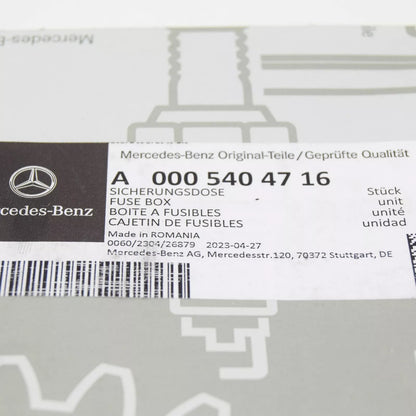 Mercedes-B
Teile
Mercedes-Benz Original-Teile/Geprüfte Qualität
A 000 540 47 16
SICHERUNGSDOSE Stück
FUSE BOX unit
BOITE A FUSIBLES unité
CAJETIN DE FUSIBLES unidad
rcedes-Benz
Made in ROMANIA
0060/2304/26879 2023-04-27
Mercedes-Benz AG, Mercedesstr.120, 70372 Stuttgart, DE